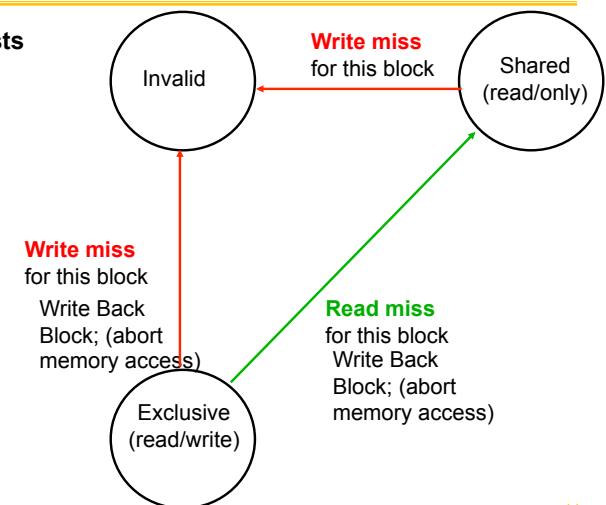 sts
Write miss
for this block
Invalid
Shared
(read/only)
Write miss
for this block
Write Back
Block; (abort
memory access)
Read miss
for this block
Write Back
Block; (abort
memory access)
Exclusive
(read/write)